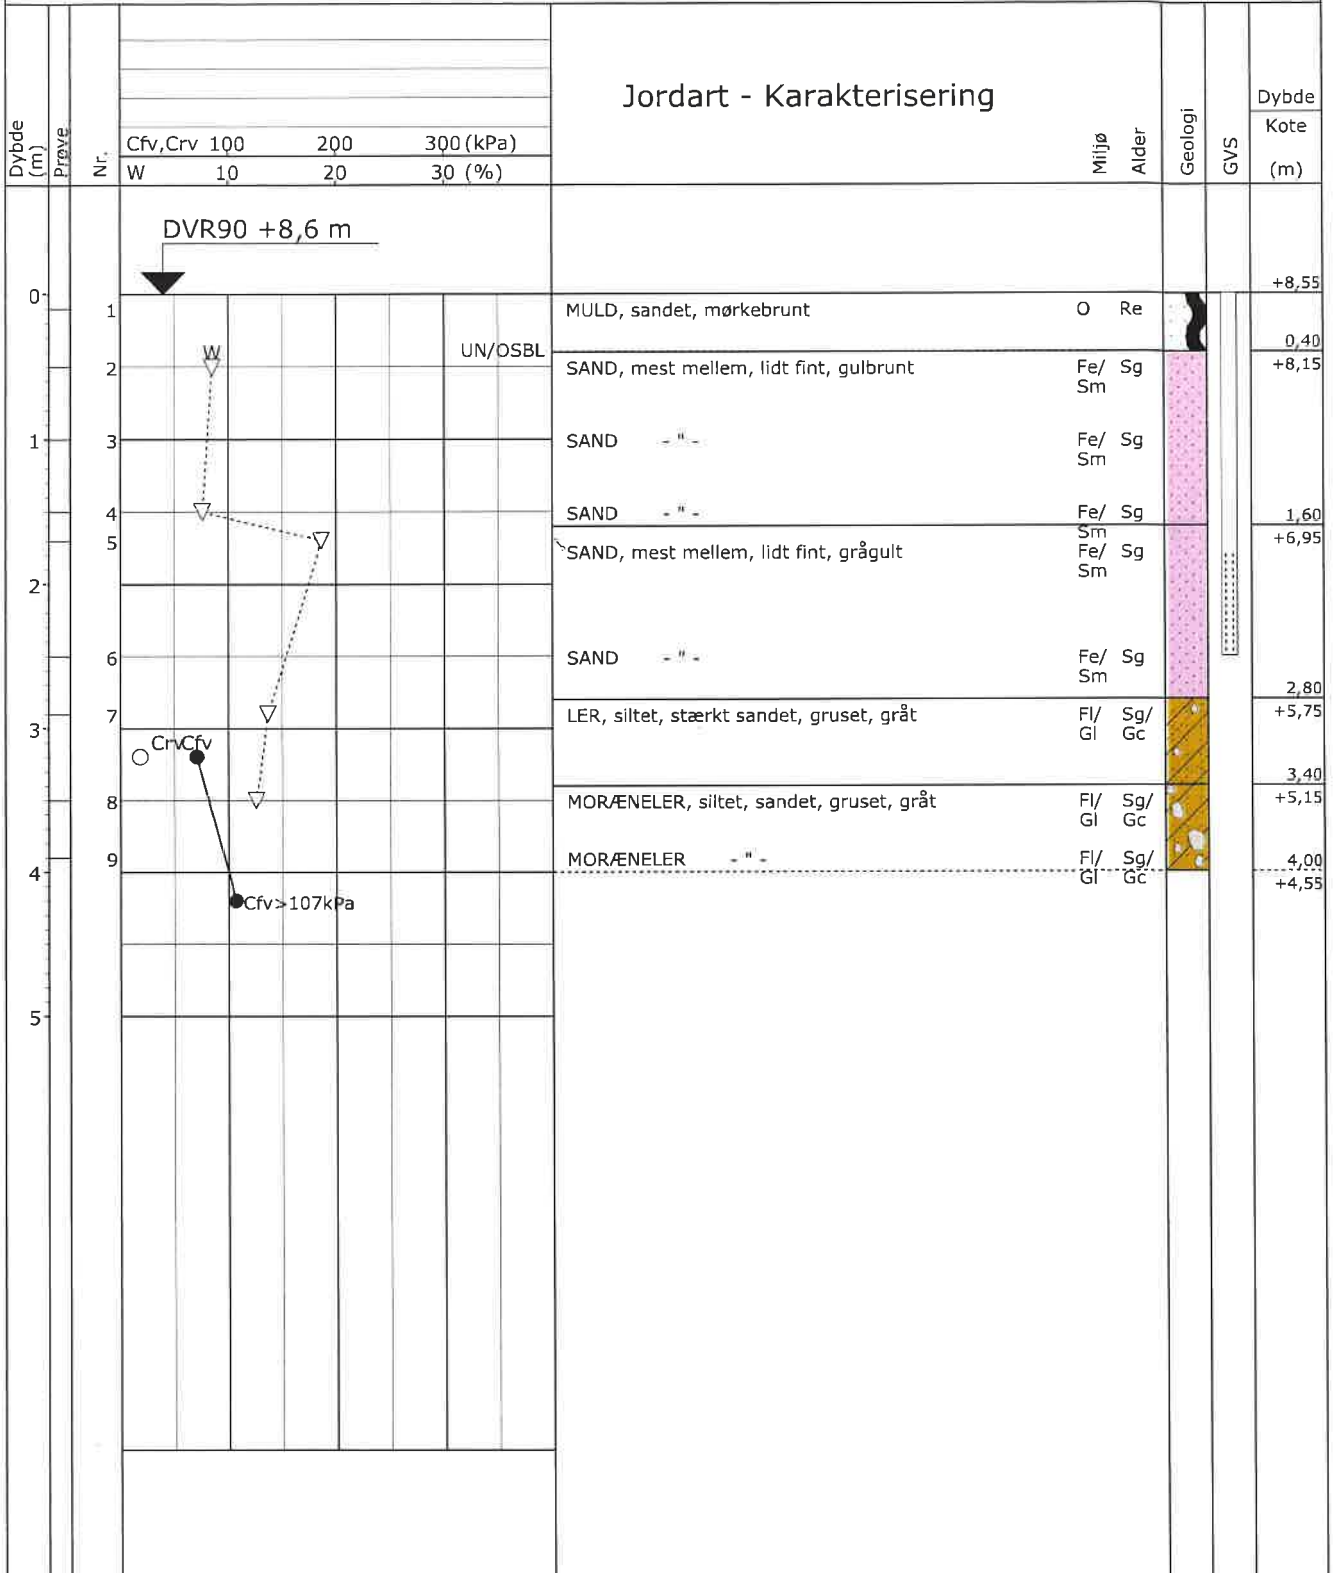 Jordart - Karakterisering
Dybde (m)
Prøve
Nr.
Cfv,Crv 100 200 300 (kPa)
W 10 20 30 (%)
Miljø
Alder
Geologi
GVS
Dybde
Kote
(m)
DVR90 +8,6 m
+8,55
0
1 MULD, sandet, mørkebrunt O Re
W UN/OSBL 0,40
2 SAND, mest mellem, lidt fint, gulbrunt Fe/ Sg +8,15
Sm
1 3 SAND - " - Fe/ Sg
Sm
4 SAND - " - Fe/ Sg 1,60
Sm
+6,95
5 SAND, mest mellem, lidt fint, grågult Fe/ Sg
Sm
2
6 SAND - " - Fe/ Sg
Sm
2,80
7 LER, siltet, stærkt sandet, gruset, gråt Fl/ Sg/ +5,75
Gl Gc
3
Crv Cfv
3,40
8 MORÆNELER, siltet, sandet, gruset, gråt Fl/ Sg/ +5,15
Gl Gc
9 MORÆNELER - " - Fl/ Sg/ 4,00
4 Gl Gc +4,55
Cfv>107kPa
5